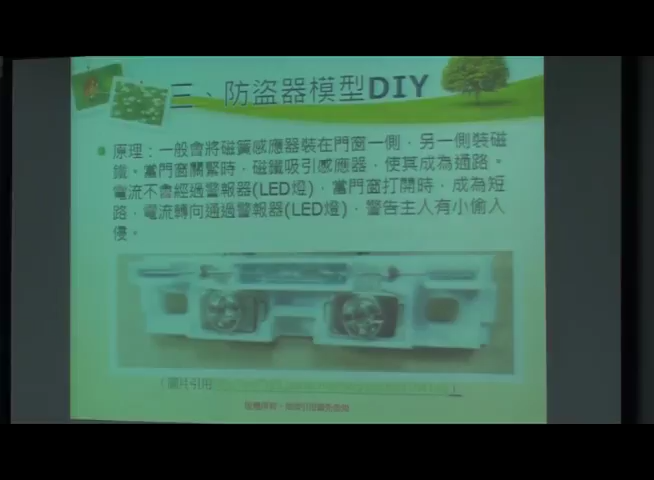 三、防盜器模型DIY
原理：一般會將磁簧感應器裝在門窗一側，另一側裝磁
鐵。當門窗關緊時，磁鐵吸引感應器，使其成為通路。
電流不會經過警報器(LED燈)，當門窗打開時，成為短
路，電流轉向通過警報器(LED燈)，警告主人有小偷入
侵。
(圖片引用